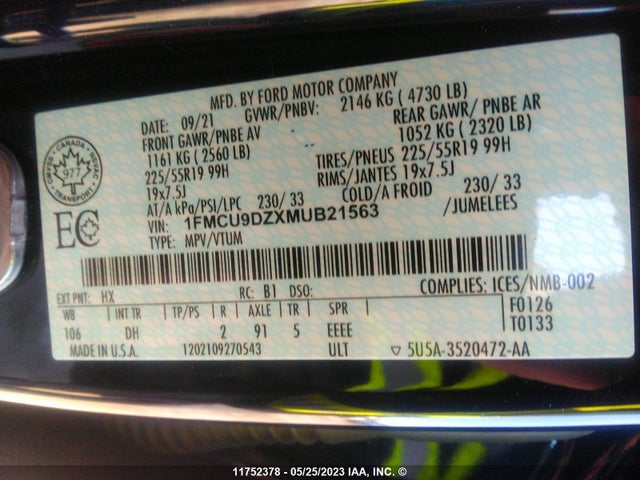 MFD. BY FORD MOTOR COMPANY
DATE: 09/21 GVWR/PNBV: 2146 KG ( 4730 LB)
FRONT GAWR/PNBE AV REAR GAWR/ PNBE AR
1161 KG ( 2560 LB) 1052 KG ( 2320 LB)
225/55R19 99H TIRES/PNEUS 225/55R19 99H
19x7.5J RIMS/JANTES 19x7.5J
AT/A kPa/PSI/LPC 230/ 33 COLD/A FROID 230/ 33
VIN: 1FMCU9DZXMUB21563 /JUMELEES
TYPE: MPV/VTUM
CANADA
977
EC
EXT PNT: HX RC: B1 DSO: COMPLIES: ICES/NMB-002
WB INT TR TP/PS R AXLE TR SPR F0126
106 DH 2 91 5 EEEE T0133
MADE IN U.S.A. 1202109270543 ULT ▽ 5U5A-3520472-AA
11752378 - 05/25/2023 IAA, INC. ©